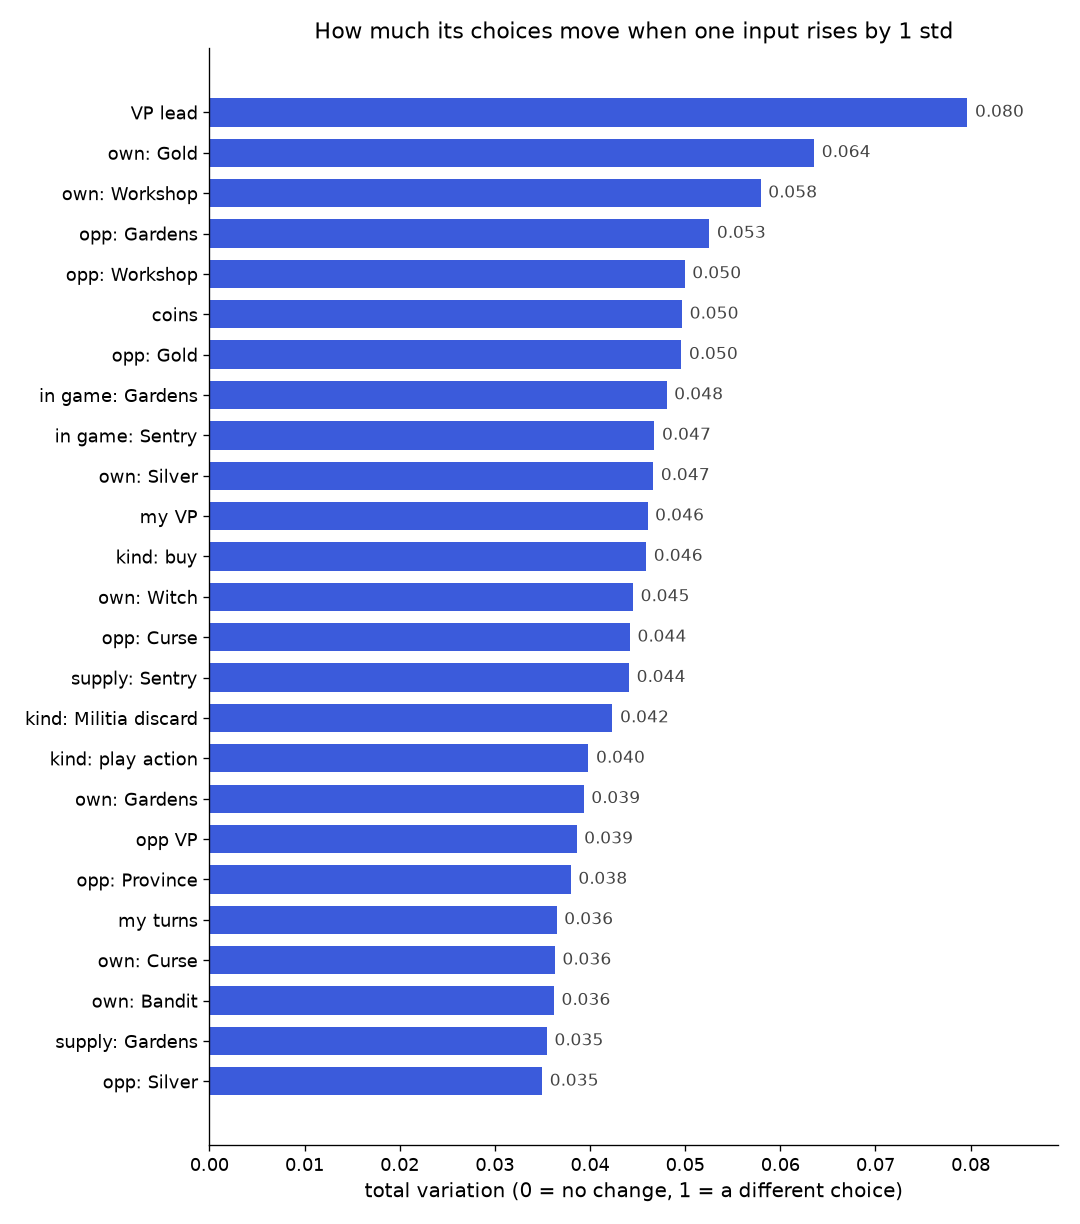 How much its choices move when one input rises by 1 std
VP lead 0.080
own: Gold 0.064
own: Workshop 0.058
opp: Gardens 0.053
opp: Workshop 0.050
coins 0.050
opp: Gold 0.050
in game: Gardens 0.048
in game: Sentry 0.047
own: Silver 0.047
my VP 0.046
kind: buy 0.046
own: Witch 0.045
opp: Curse 0.044
supply: Sentry 0.044
kind: Militia discard 0.042
kind: play action 0.040
own: Gardens 0.039
opp VP 0.039
opp: Province 0.038
my turns 0.036
own: Curse 0.036
own: Bandit 0.036
supply: Gardens 0.035
opp: Silver 0.035
0.00 0.01 0.02 0.03 0.04 0.05 0.06 0.07 0.08
total variation (0 = no change, 1 = a different choice)